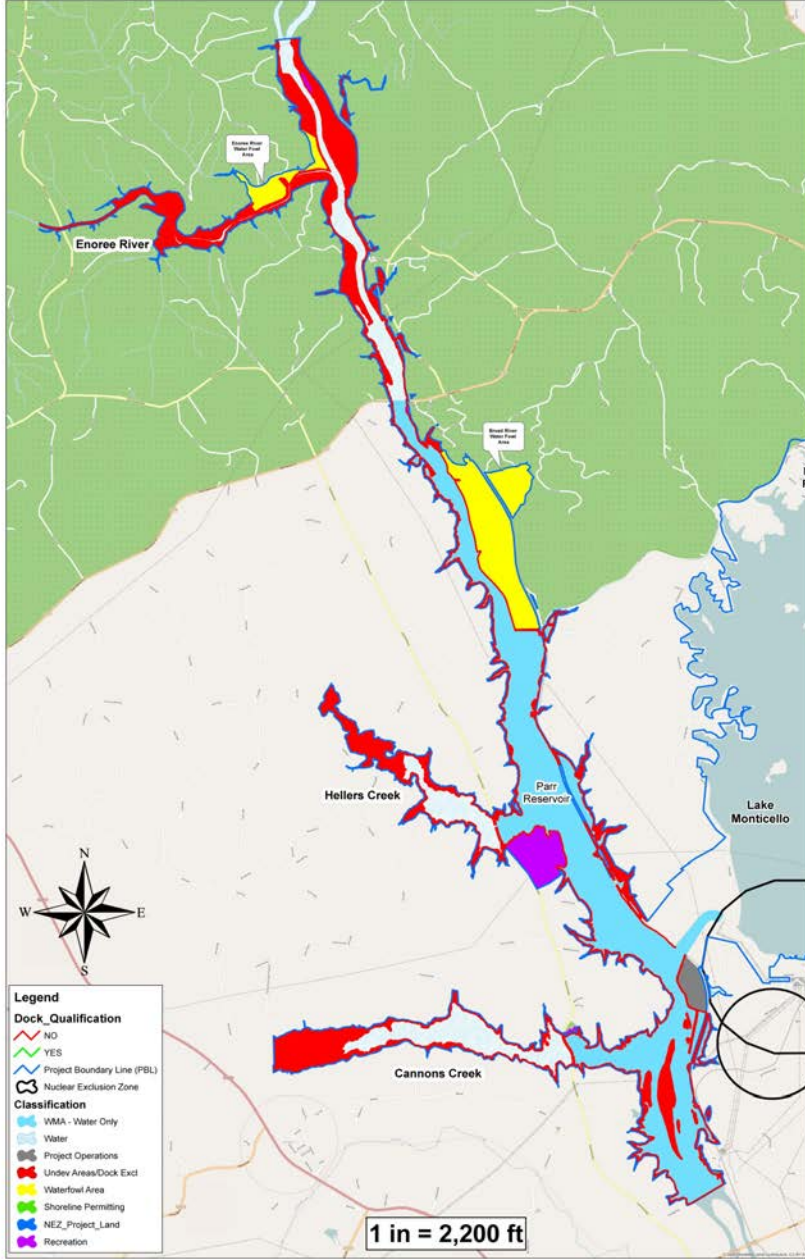 Enoree River
Water Fowl
Area
Enoree River
Broad River
Water Fowl
Area
Hellers Creek
Parr
Reservoir
Lake
Monticello
N
W
E
S
Cannons Creek
Legend
Dock_Qualification
NO
YES
Project Boundary Line (PBL)
Nuclear Exclusion Zone
Classification
WMA - Water Only
Water
Project Operations
Undev Areas/Dock Excl
Waterfowl Area
Shoreline Permitting
NEZ_Project_Land
Recreation
1 in = 2,200 ft